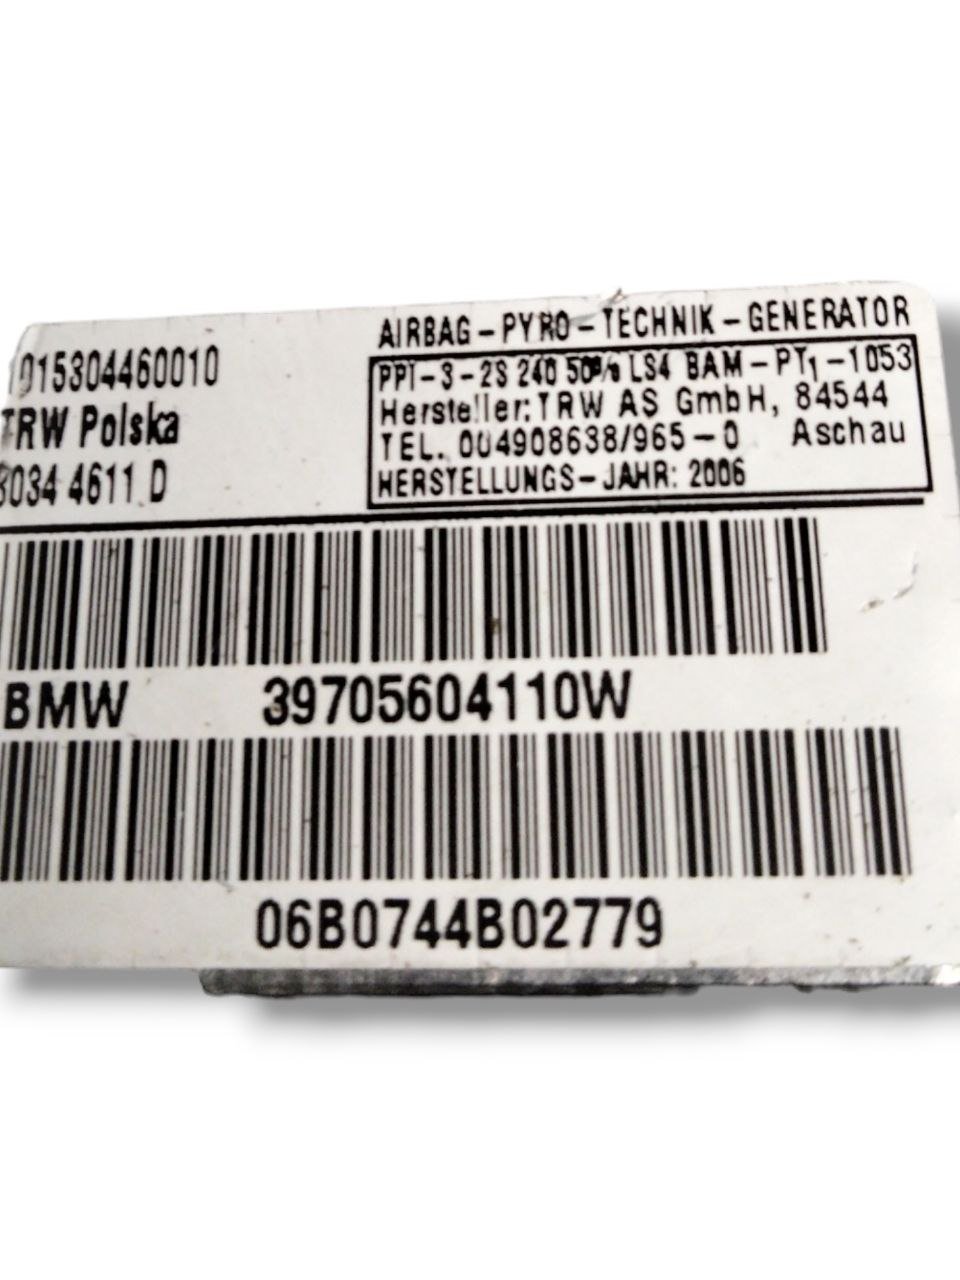 015304460010
TRW Polska
3034 4611 D
AIRBAG-PYRO-TECHNIK-GENERATOR
PPT-3-2S 240 50% LS4 BAM-PT1-1053
Hersteller: TRW AS GmbH, 84544
TEL. 004908638/965-0 Aschau
HERSTELLUNGS-JAHR: 2006
BMW 39705604110W
06B0744B02779